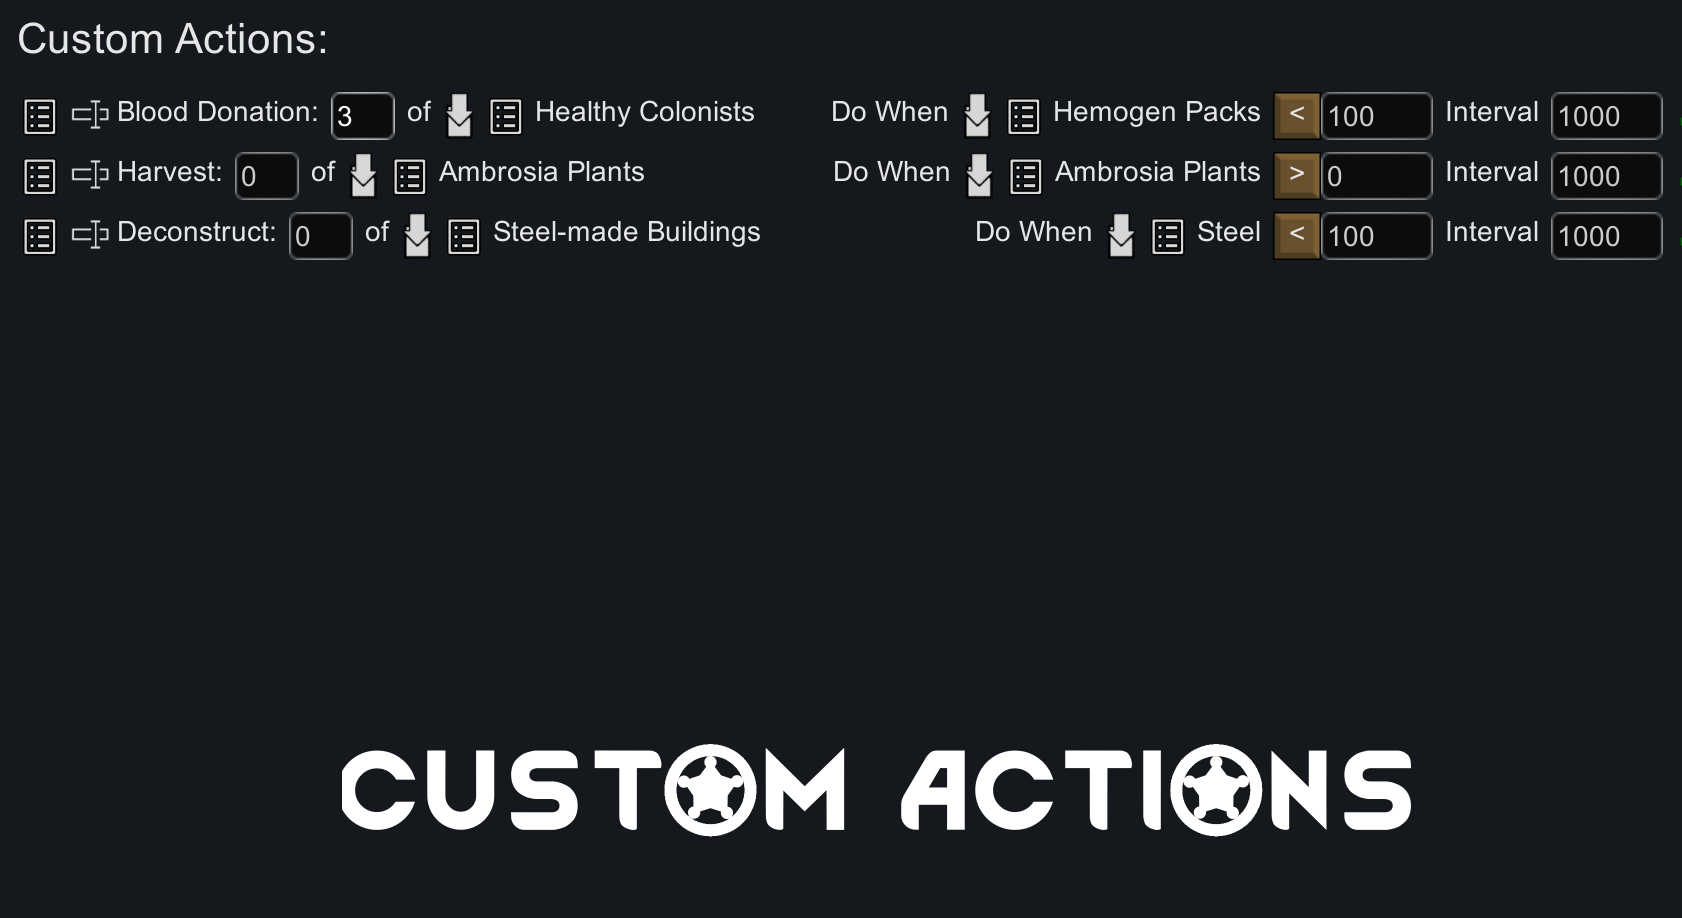 Custom Actions:
Blood Donation: 3 of Healthy Colonists Do When Hemogen Packs < 100 Interval 1000
Harvest: 0 of Ambrosia Plants Do When Ambrosia Plants > 0 Interval 1000
Deconstruct: 0 of Steel-made Buildings Do When Steel < 100 Interval 1000
CUSTOM ACTIONS